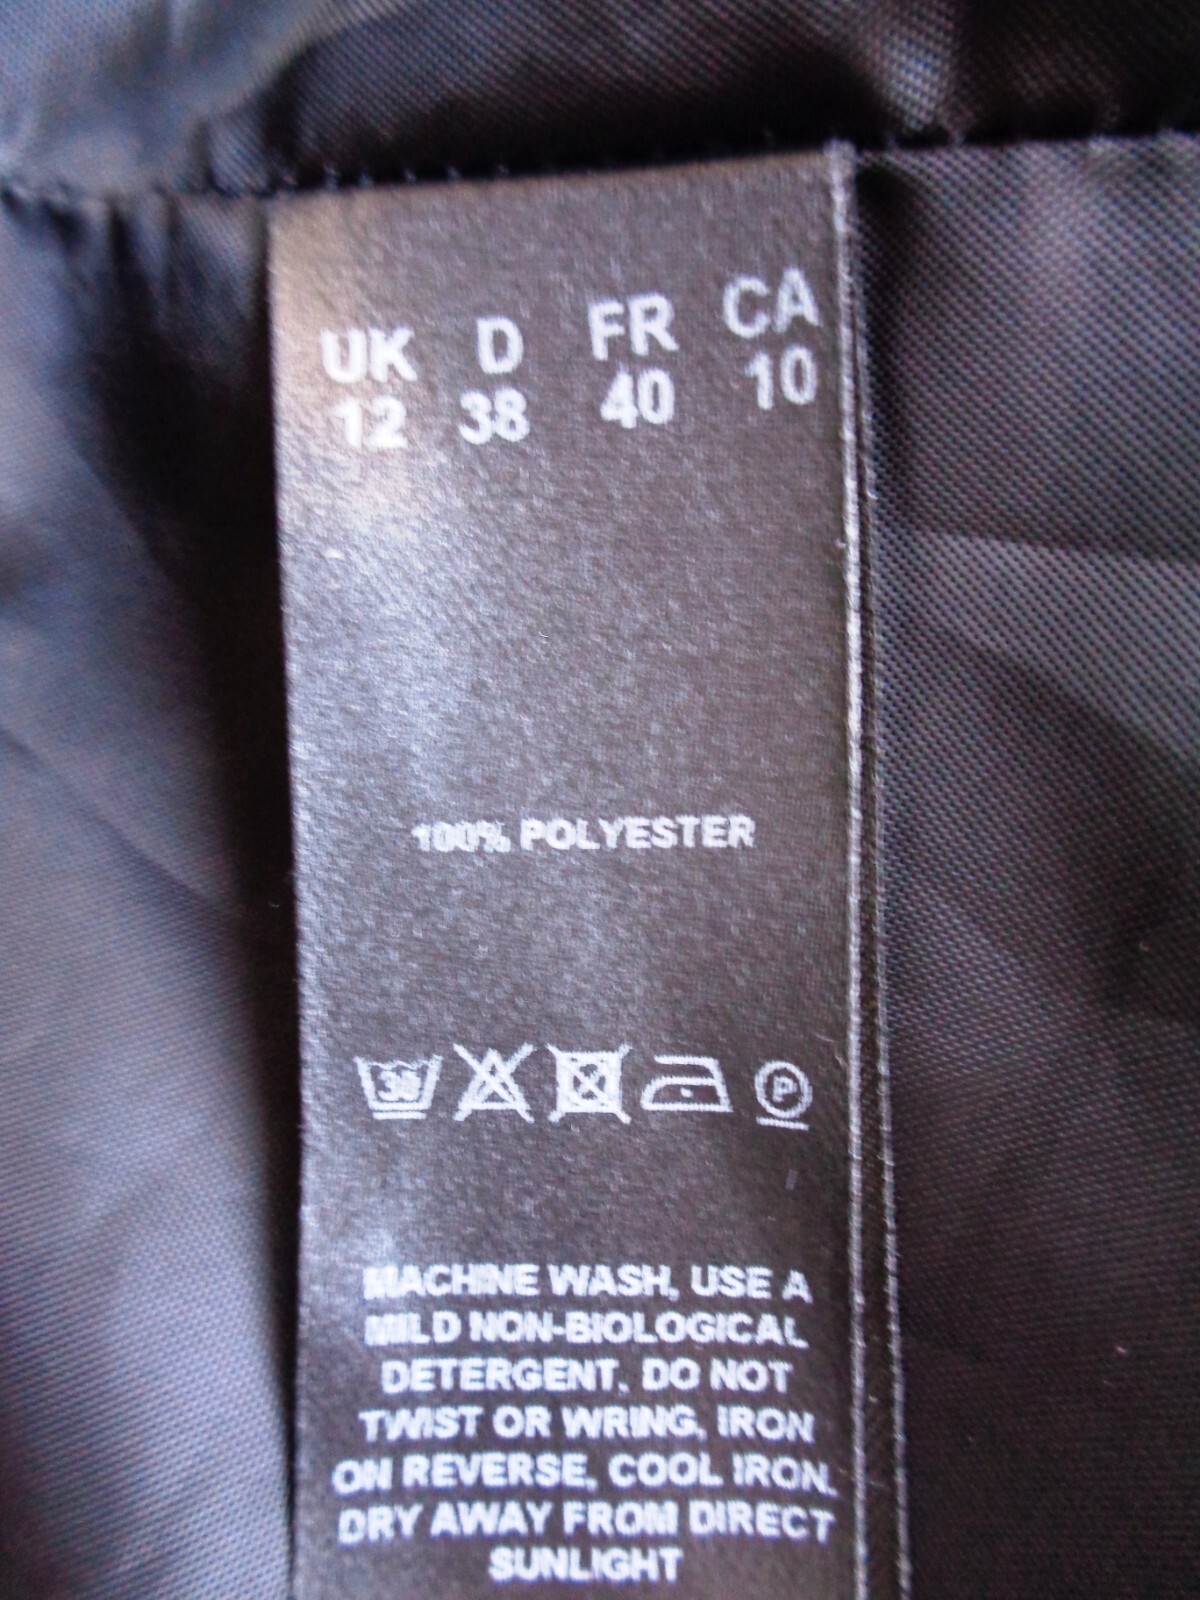 UK D FR CA
12 38 40 10
100% POLYESTER
30 P
MACHINE WASH, USE A
MILD NON-BIOLOGICAL
DETERGENT. DO NOT
TWIST OR WRING, IRON
ON REVERSE, COOL IRON.
DRY AWAY FROM DIRECT
SUNLIGHT